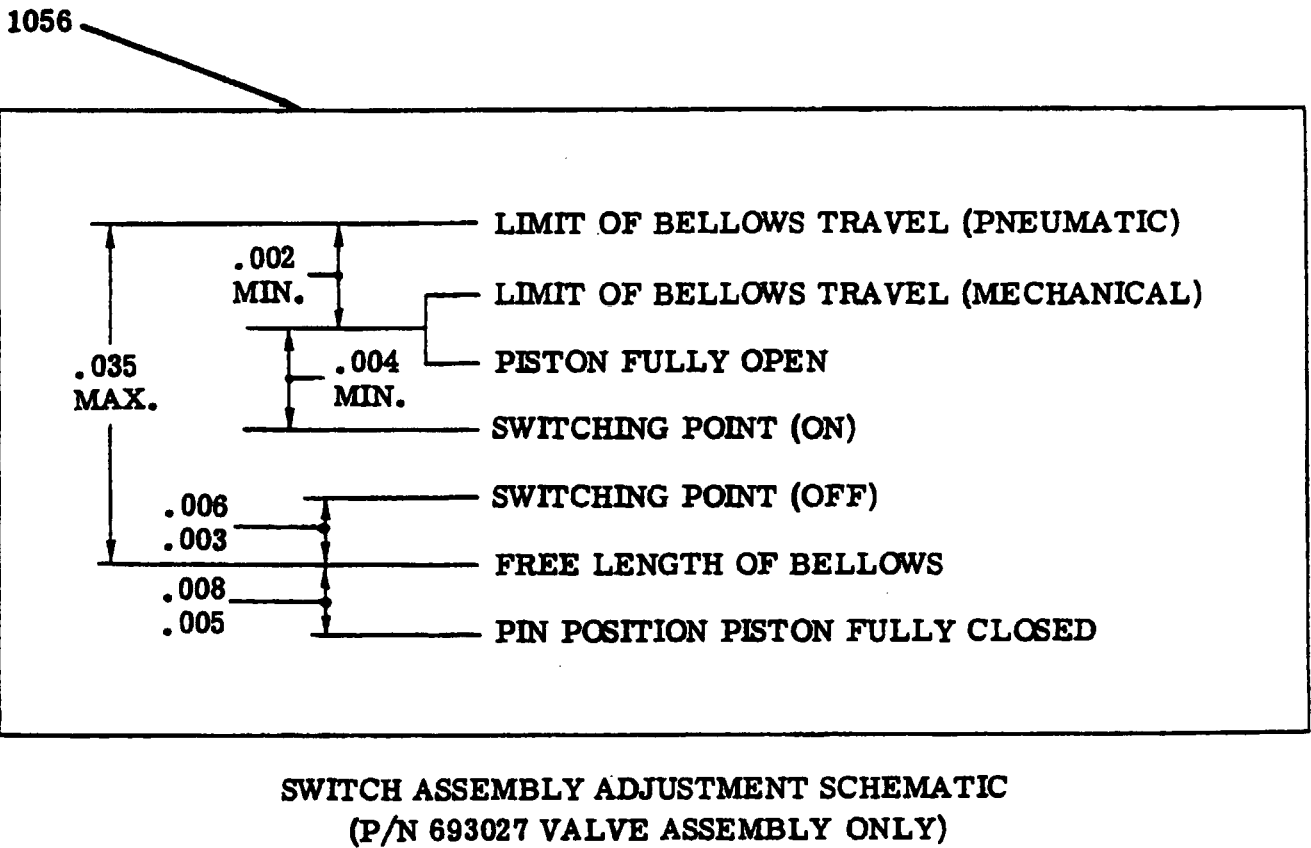 1056
LIMIT OF BELLOWS TRAVEL (PNEUMATIC)
.002
MIN.
LIMIT OF BELLOWS TRAVEL (MECHANICAL)
.035
MAX.
.004
MIN.
PISTON FULLY OPEN
SWITCHING POINT (ON)
SWITCHING POINT (OFF)
.006
.003
FREE LENGTH OF BELLOWS
.008
.005
PIN POSITION PISTON FULLY CLOSED
SWITCH ASSEMBLY ADJUSTMENT SCHEMATIC
(P/N 693027 VALVE ASSEMBLY ONLY)